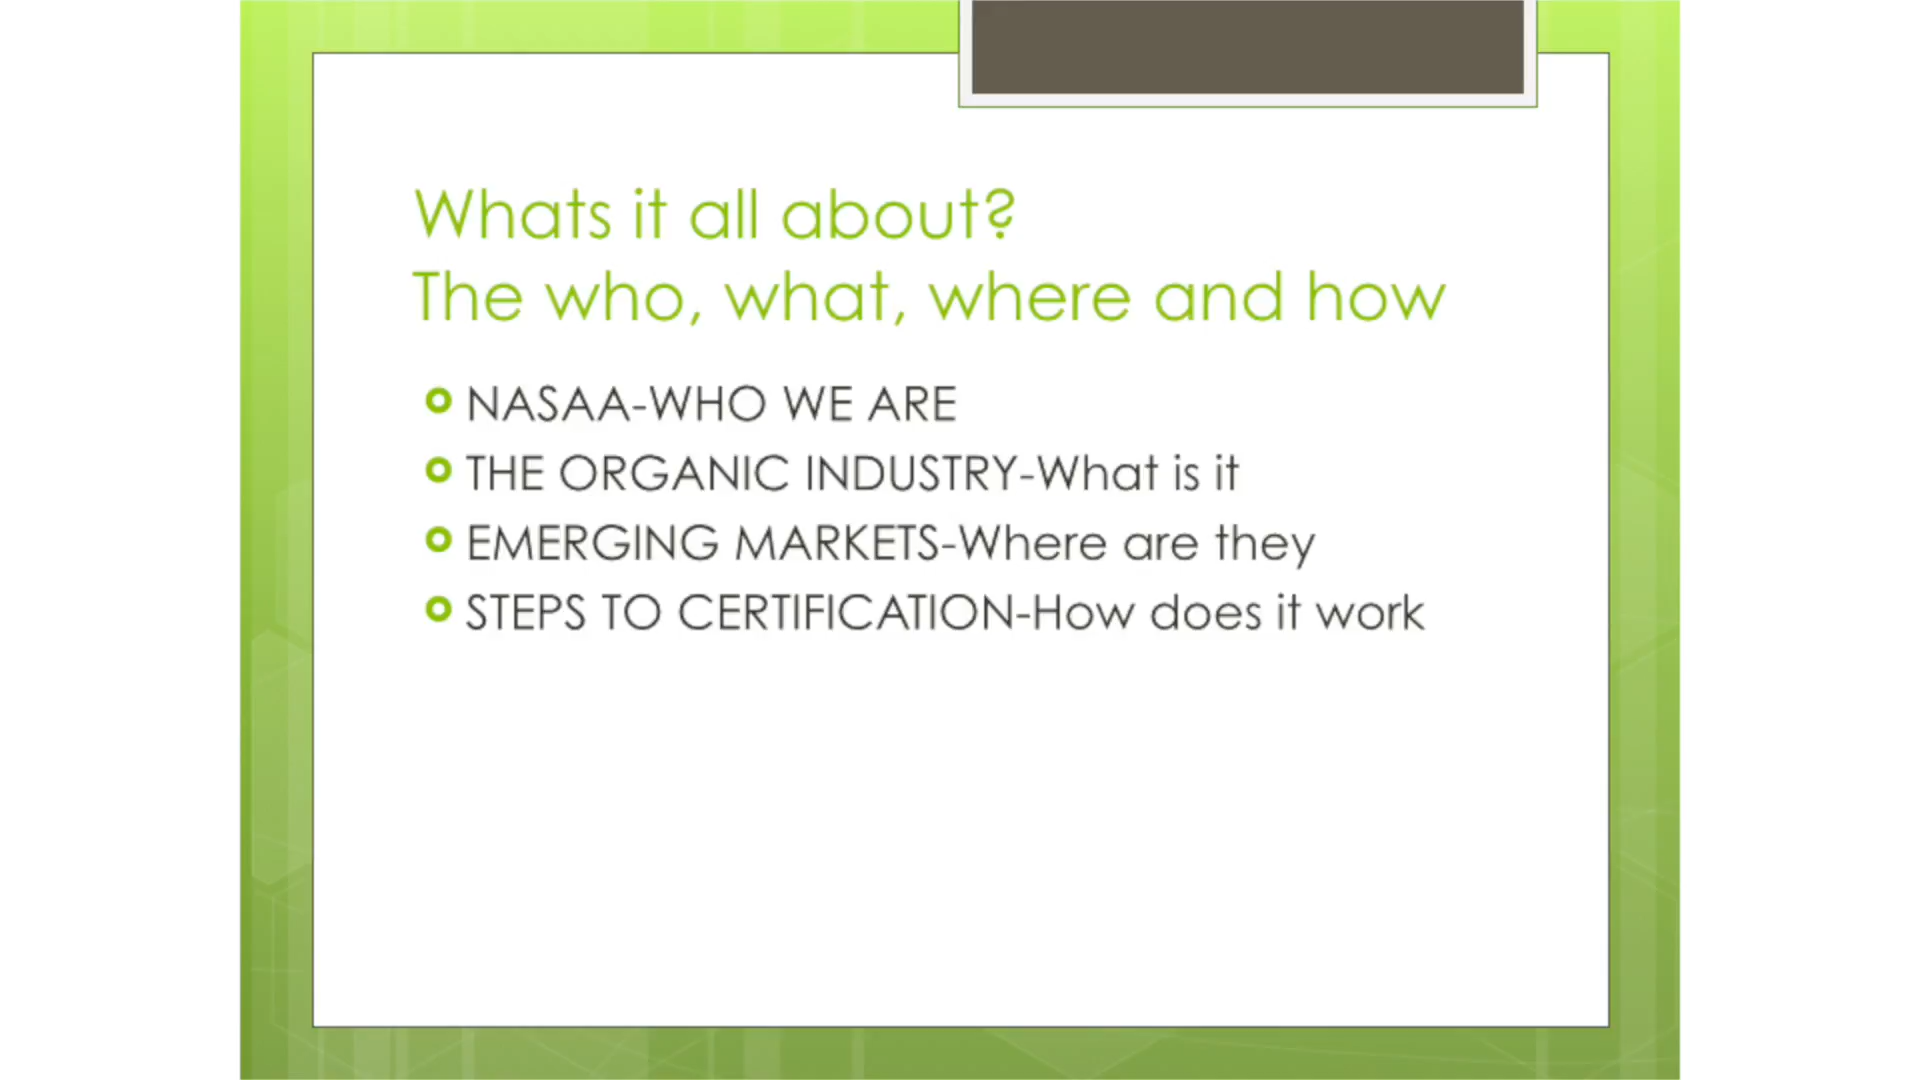 Whats it all about?
The who, what, where and how
NASAA-WHO WE ARE
THE ORGANIC INDUSTRY-What is it
EMERGING MARKETS-Where are they
STEPS TO CERTIFICATION-How does it work